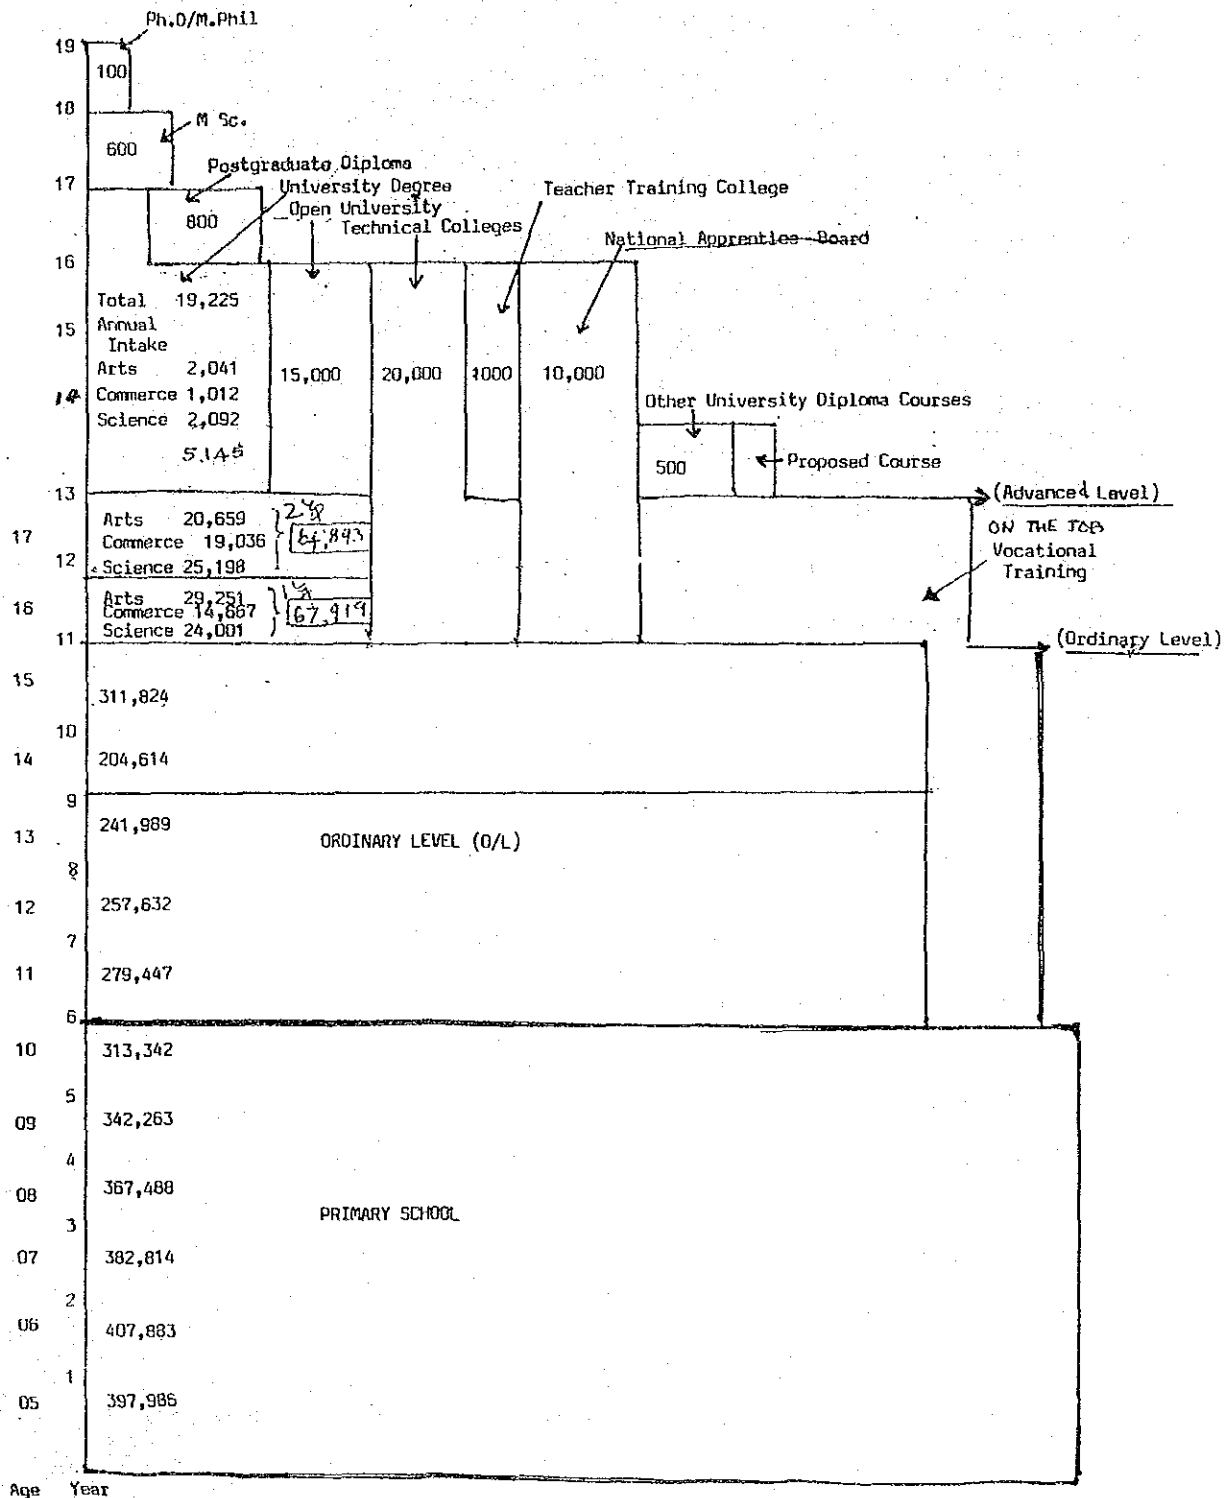 Ph.D/M.Phil
19
100
18
M Sc.
600
Postgraduate Diploma
17
University Degree
Teacher Training College
Open University
800
Technical Colleges
National Apprentice Board
16
Total 19,225
15
Annual
Intake
Arts 2,041
15,000 20,000 1000 10,000
14
Commerce 1,012
Other University Diploma Courses
Science 2,092
5,145
500
Proposed Course
13
(Advanced Level)
Arts 20,659
2 yr
ON THE JOB
17
Commerce 19,036
64,893
Vocational
12
Science 25,198
Training
Arts 29,251
1 yr
16
Commerce 14,667
67,919
Science 24,001
11
(Ordinary Level)
15
311,824
10
14 204,614
9
241,989
13
ORDINARY LEVEL (O/L)
8
12 257,632
7
11 279,447
6
10 313,342
5
09 342,263
4
08 367,488
3
PRIMARY SCHOOL
07 382,814
2
06 407,883
1
05 397,986
Age Year